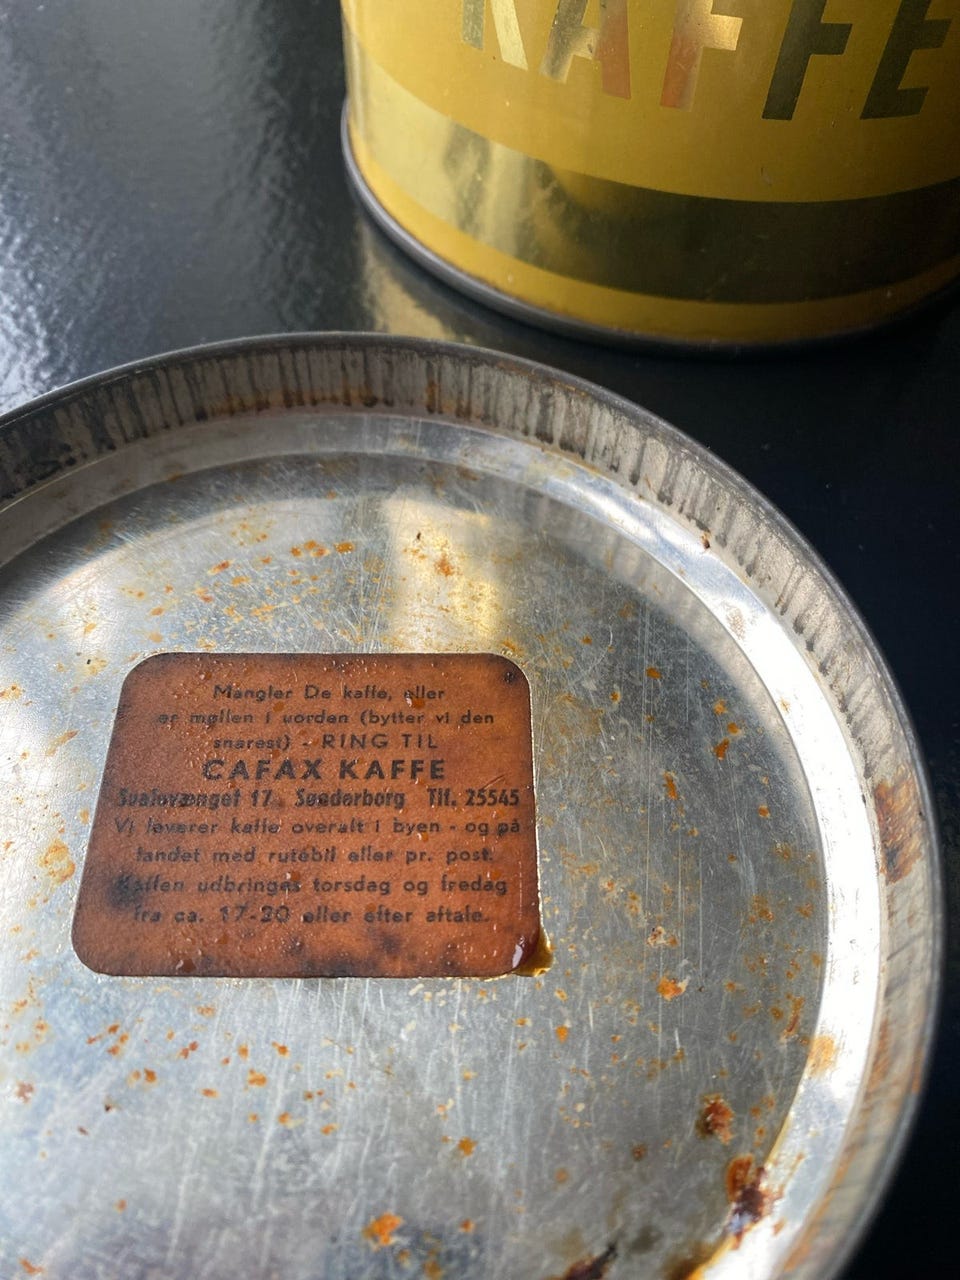 KAFFE
Mangler De kaffe, eller
er møllen i uorden (bytter vi den
snarest) - RING TIL
CAFAX KAFFE
Svalevænget 17. Sønderborg Tlf. 25545
Vi leverer kaffe overalt i byen - og på
landet med rutebil eller pr. post.
Kaffen udbringes torsdag og fredag
fra ca. 17-20 eller efter aftale.